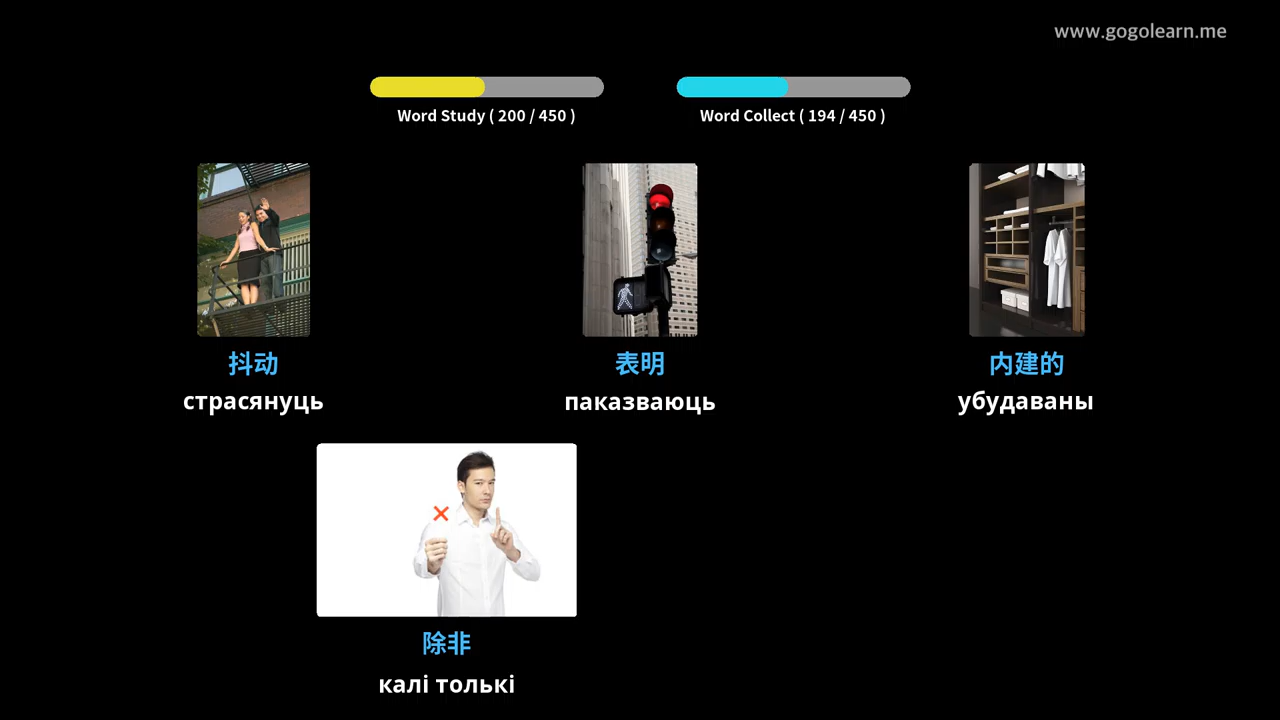 www.gogolearn.me
Word Study ( 200 / 450 )
Word Collect ( 194 / 450 )
抖动
страсянуць
表明
паказваюць
内建的
убудаваны
除非
калі толькі